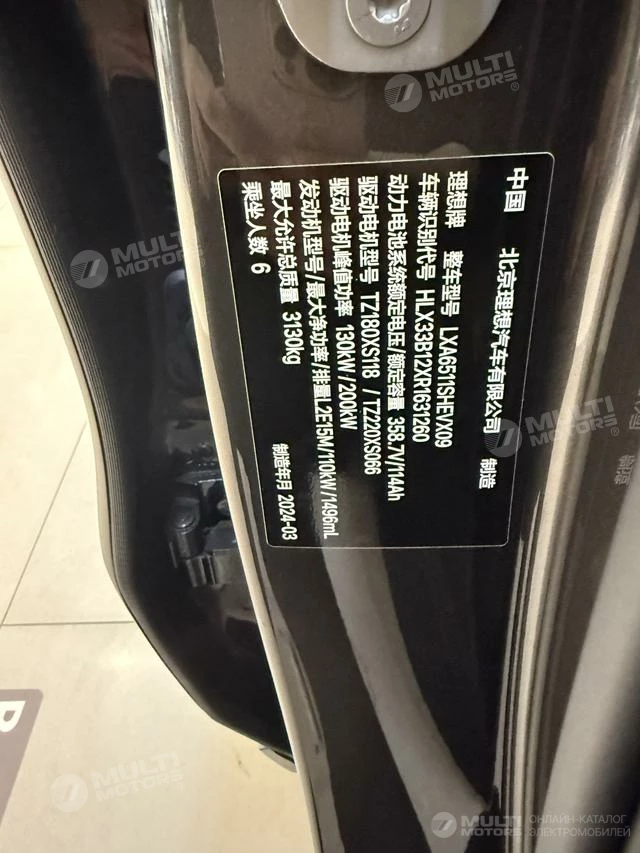 中国 北京理想汽车有限公司 制造
理想牌 整车型号 LXA6511SHEVX09
车辆识别代号 HLX33B12XR1631260
动力电池系统额定电压/额定容量 358.7V/114Ah
驱动电机型号 TZ180XS118 / TZ220XS066
驱动电机峰值功率 130kW/200kW
发动机型号/最大净功率/排量 L2E15M/110kW/1496mL
最大允许总质量 3130kg
乘坐人数 6 制造年月 2024-03
MULTI MOTORS®
MULTI MOTORS
MULTI MOTORS
MULTI MOTORS®
MULTI MOTORS
ОНЛАЙН-КАТАЛОГ
ЭЛЕКТРОМОБИЛЕЙ